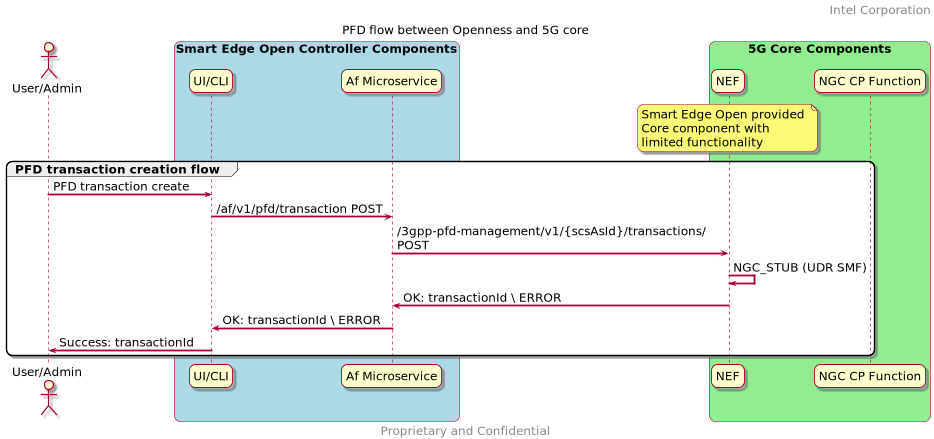 Intel Corporation
PFD flow between Openness and 5G core
Smart Edge Open Controller Components
5G Core Components
User/Admin
UI/CLI
Af Microservice
NEF
NGC CP Function
Smart Edge Open provided
Core component with
limited functionality
PFD transaction creation flow
PFD transaction create
/af/v1/pfd/transaction POST
/3gpp-pfd-management/v1/{scsAsId}/transactions/
POST
NGC_STUB (UDR SMF)
OK: transactionId \ ERROR
OK: transactionId \ ERROR
Success: transactionId
User/Admin
UI/CLI
Af Microservice
NEF
NGC CP Function
Proprietary and Confidential